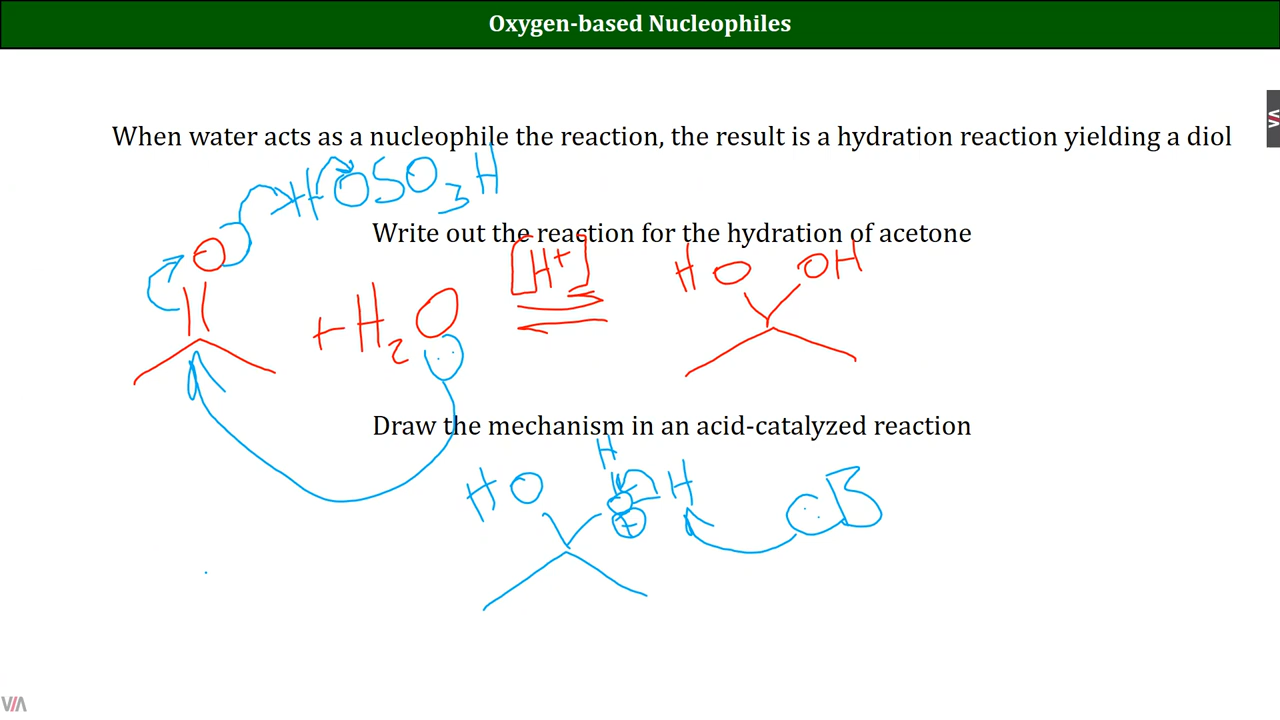 Oxygen-based Nucleophiles
When water acts as a nucleophile the reaction, the result is a hydration reaction yielding a diol
H OSO3H
Write out the reaction for the hydration of acetone
O
+ H2O
[H+]
HO OH
Draw the mechanism in an acid-catalyzed reaction
H
HO O H
+
:B
VIA